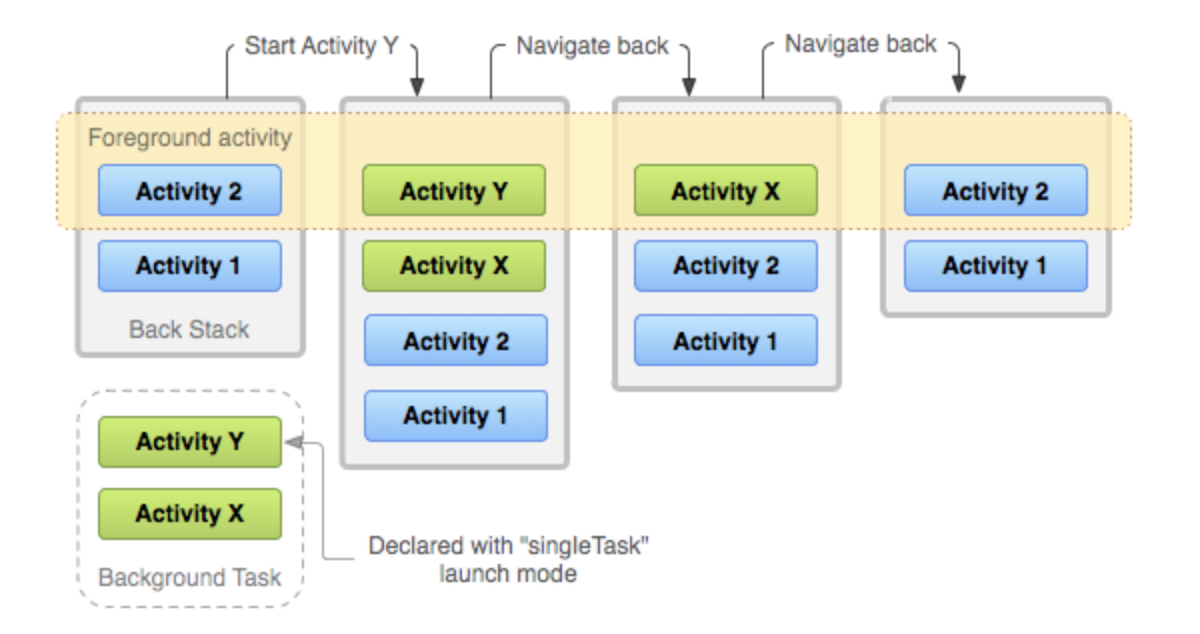 Start Activity Y
Navigate back
Navigate back
Foreground activity
Activity 2
Activity 1
Back Stack
Activity Y
Activity X
Activity 2
Activity 1
Activity X
Activity 2
Activity 1
Activity 2
Activity 1
Activity Y
Activity X
Background Task
Declared with "singleTask"
launch mode